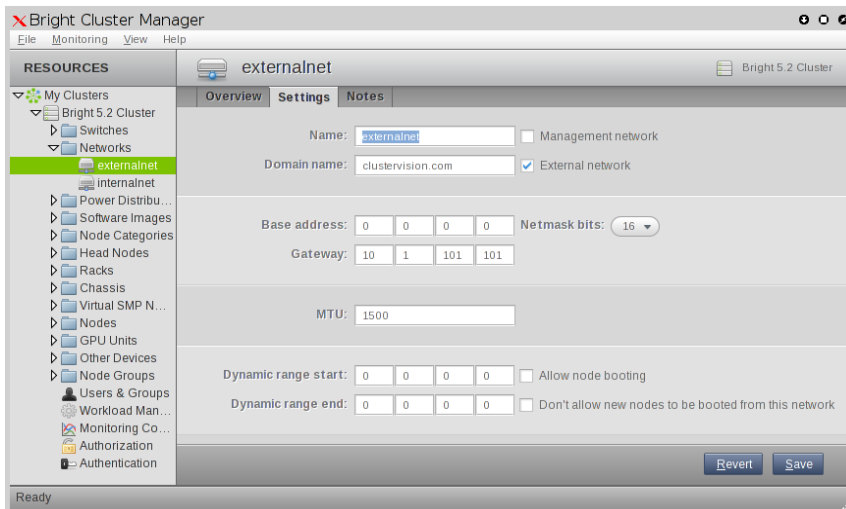 Bright Cluster Manager
File Monitoring View Help
RESOURCES
My Clusters
Bright 5.2 Cluster
Switches
Networks
externalnet
internalnet
Power Distribu...
Software Images
Node Categories
Head Nodes
Racks
Chassis
Virtual SMP N...
Nodes
GPU Units
Other Devices
Node Groups
Users & Groups
Workload Man...
Monitoring Co...
Authorization
Authentication
externalnet
Bright 5.2 Cluster
Overview Settings Notes
Name: externalnet Management network
Domain name: clustervision.com External network
Base address: 0 0 0 0 Netmask bits: 16
Gateway: 10 1 101 101
MTU: 1500
Dynamic range start: 0 0 0 0 Allow node booting
Dynamic range end: 0 0 0 0 Don't allow new nodes to be booted from this network
Revert Save
Ready